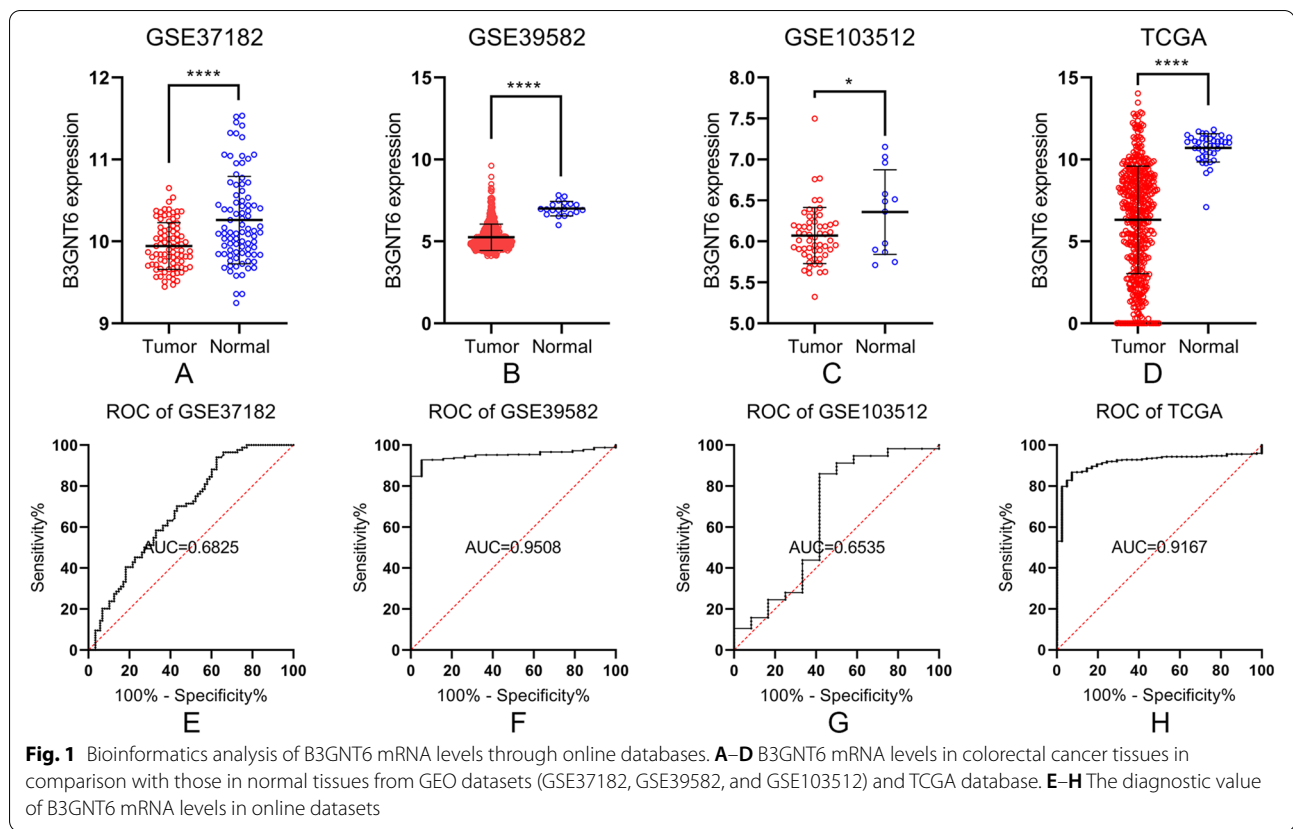 GSE37182
GSE39582
GSE103512
TCGA
B3GNT6 expression
12
11
10
9
****
Tumor Normal
A
B3GNT6 expression
15
10
5
0
****
Tumor Normal
B
B3GNT6 expression
8.0
7.5
7.0
6.5
6.0
5.5
5.0
*
Tumor Normal
C
B3GNT6 expression
15
10
5
0
****
Tumor Normal
D
ROC of GSE37182
Sensitivity%
100
80
60
40
20
0
AUC=0.6825
0 20 40 60 80 100
100% - Specificity%
E
ROC of GSE39582
Sensitivity%
100
80
60
40
20
0
AUC=0.9508
0 20 40 60 80 100
100% - Specificity%
F
ROC of GSE103512
Sensitivity%
100
80
60
40
20
0
AUC=0.6535
0 20 40 60 80 100
100% - Specificity%
G
ROC of TCGA
Sensitivity%
100
80
60
40
20
0
AUC=0.9167
0 20 40 60 80 100
100% - Specificity%
H
Fig. 1 Bioinformatics analysis of B3GNT6 mRNA levels through online databases. A–D B3GNT6 mRNA levels in colorectal cancer tissues in
comparison with those in normal tissues from GEO datasets (GSE37182, GSE39582, and GSE103512) and TCGA database. E–H The diagnostic value
of B3GNT6 mRNA levels in online datasets